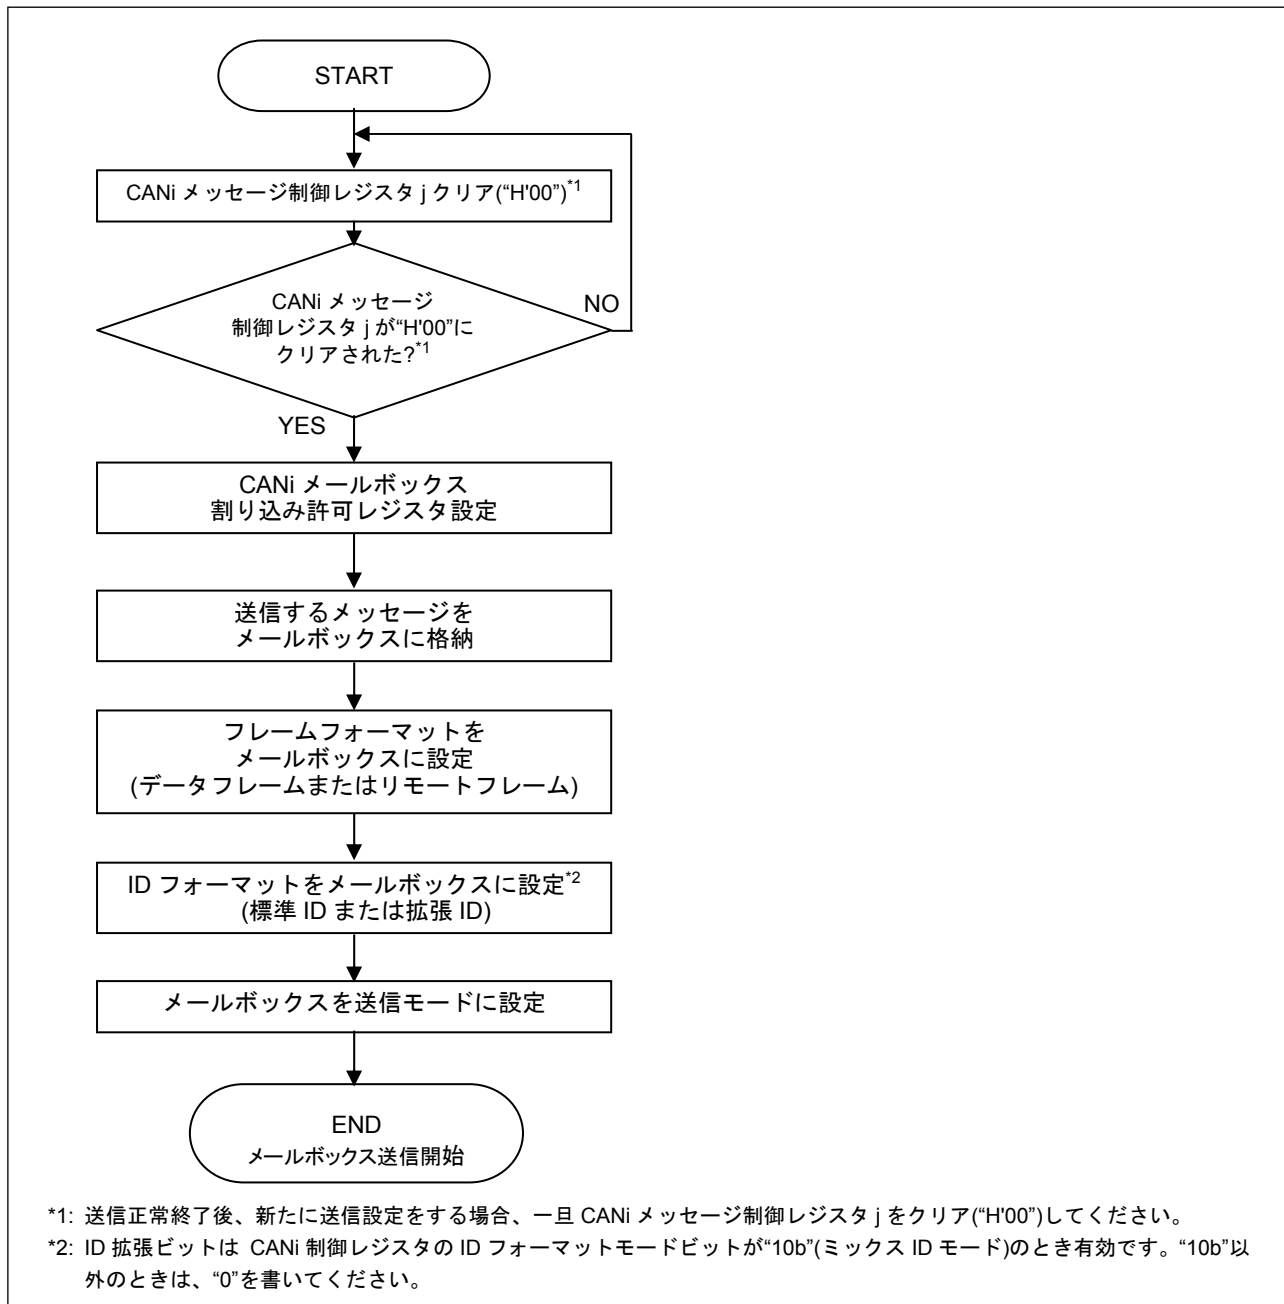 START
CANi メッセージ制御レジスタ j クリア(“H'00”)*1
CANi メッセージ
制御レジスタ j が“H'00”に
クリアされた?*1
NO
YES
CANi メールボックス
割り込み許可レジスタ設定
送信するメッセージを
メールボックスに格納
フレームフォーマットを
メールボックスに設定
(データフレームまたはリモートフレーム)
ID フォーマットをメールボックスに設定*2
(標準 ID または拡張 ID)
メールボックスを送信モードに設定
END
メールボックス送信開始
*1: 送信正常終了後、新たに送信設定をする場合、一旦 CANi メッセージ制御レジスタ j をクリア(“H'00”)してください。
*2: ID 拡張ビットは CANi 制御レジスタの ID フォーマットモードビットが“10b”(ミックス ID モード)のとき有効です。“10b”以
外のときは、“0”を書いてください。